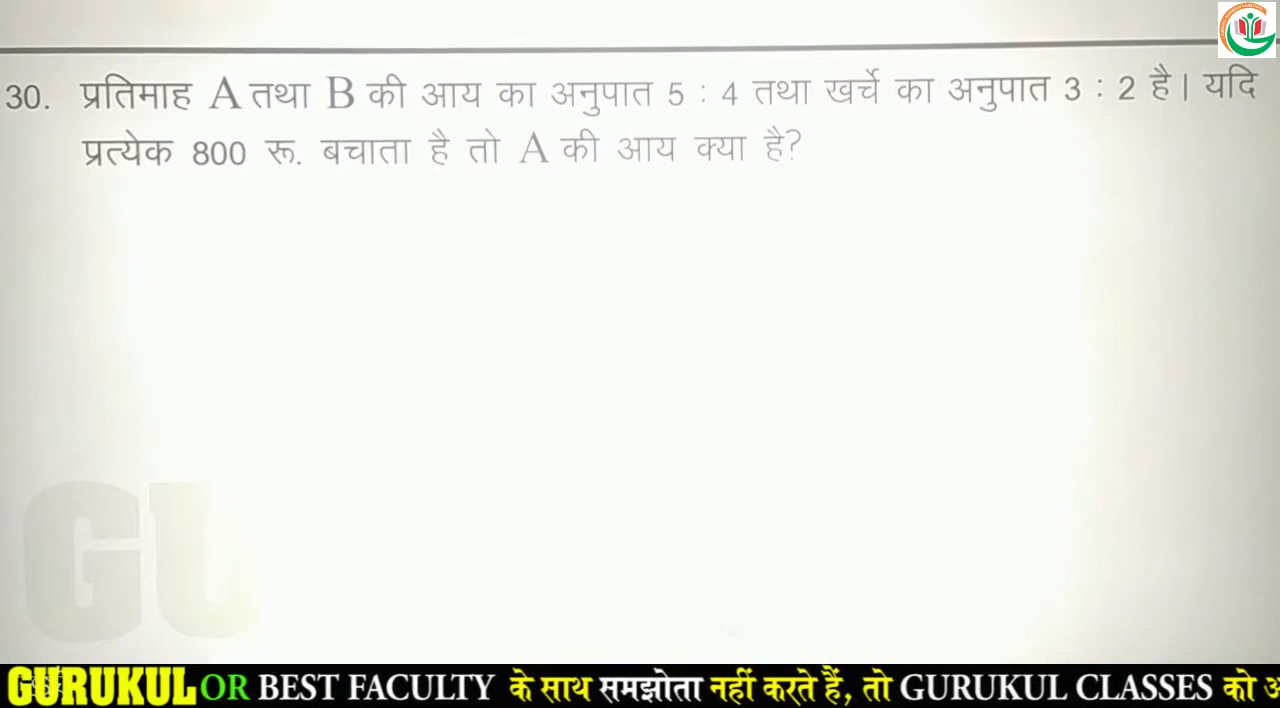 30. प्रतिमाह A तथा B की आय का अनुपात 5 : 4 तथा खर्चे का अनुपात 3 : 2 है। यदि
प्रत्येक 800 रू. बचाता है तो A की आय क्या है?
GU
GURUKUL OR BEST FACULTY के साथ समझोता नहीं करते हैं, तो GURUKUL CLASSES को